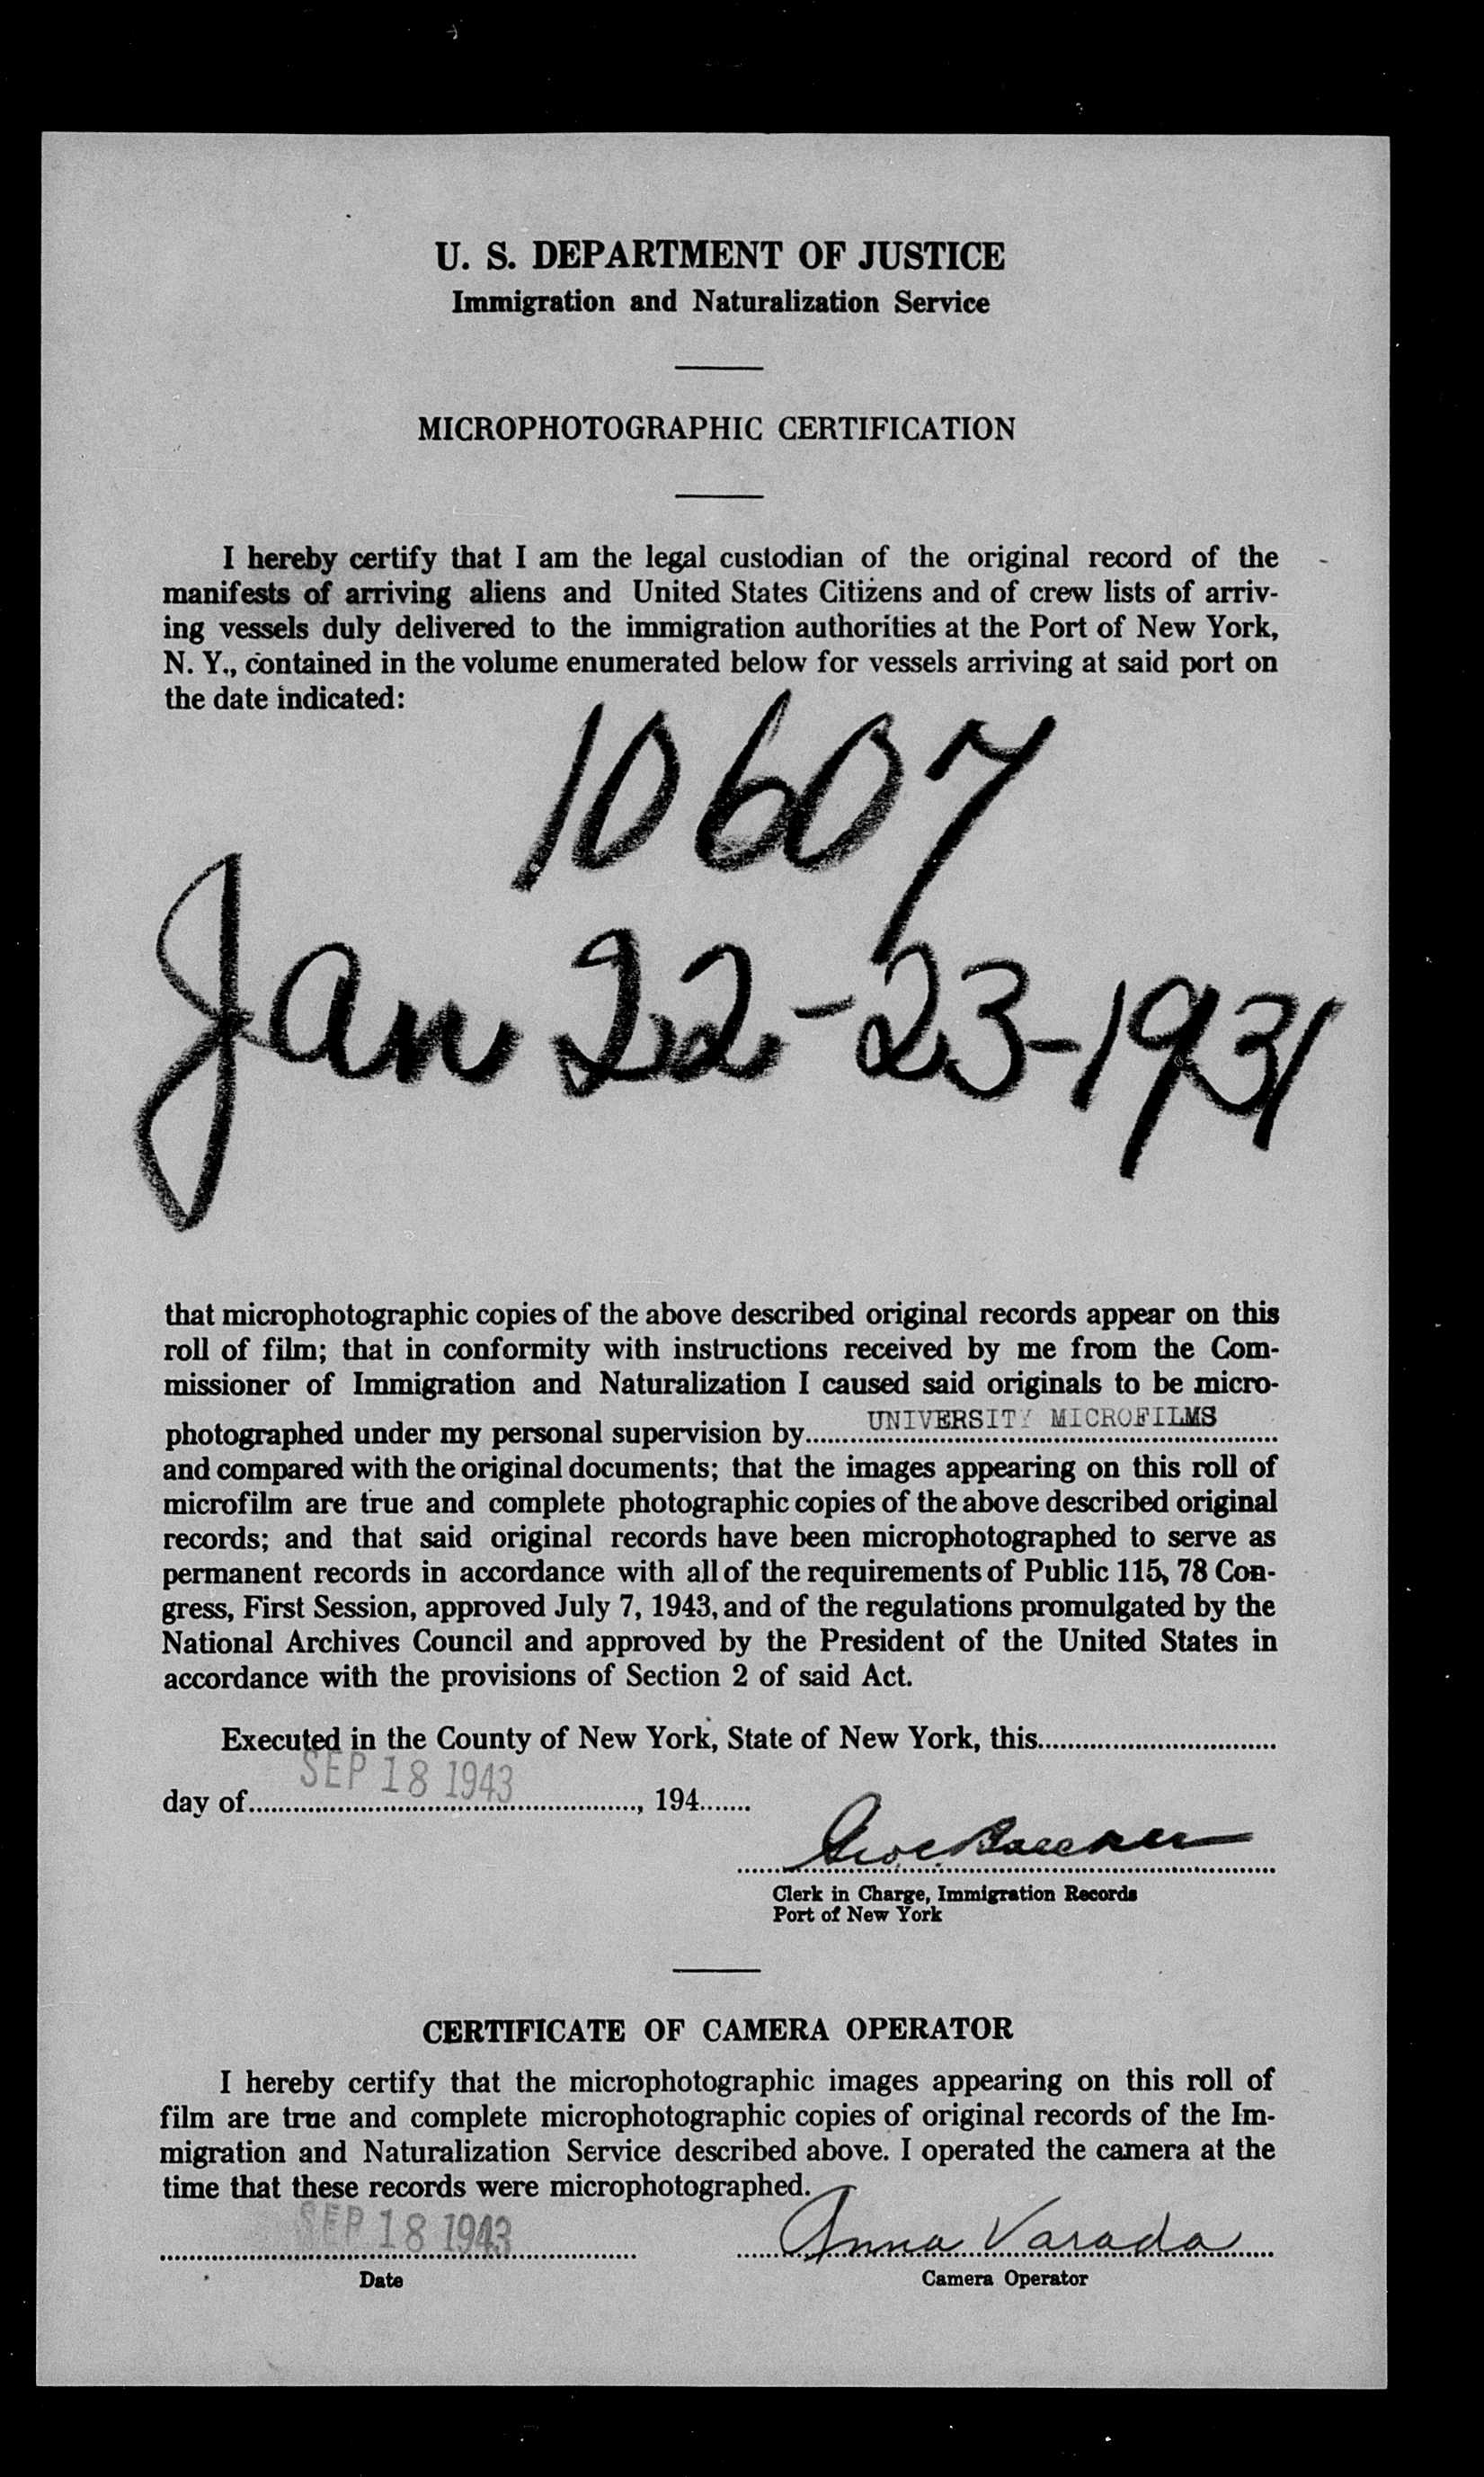 U. S. DEPARTMENT OF JUSTICE
Immigration and Naturalization Service
MICROPHOTOGRAPHIC CERTIFICATION
I hereby certify that I am the legal custodian of the original record of the
manifests of arriving aliens and United States Citizens and of crew lists of arriv-
ing vessels duly delivered to the immigration authorities at the Port of New York,
N. Y., contained in the volume enumerated below for vessels arriving at said port on
the date indicated:
10607
Jan 22-23-1931
that microphotographic copies of the above described original records appear on this
roll of film; that in conformity with instructions received by me from the Com-
missioner of Immigration and Naturalization I caused said originals to be micro-
photographed under my personal supervision by UNIVERSITY MICROFILMS
and compared with the original documents; that the images appearing on this roll of
microfilm are true and complete photographic copies of the above described original
records; and that said original records have been microphotographed to serve as
permanent records in accordance with all of the requirements of Public 115, 78 Con-
gress, First Session, approved July 7, 1943, and of the regulations promulgated by the
National Archives Council and approved by the President of the United States in
accordance with the provisions of Section 2 of said Act.
Executed in the County of New York, State of New York, this
day of SEP 18 1943, 194
Clerk in Charge, Immigration Records
Port of New York
CERTIFICATE OF CAMERA OPERATOR
I hereby certify that the microphotographic images appearing on this roll of
film are true and complete microphotographic copies of original records of the Im-
migration and Naturalization Service described above. I operated the camera at the
time that these records were microphotographed.
SEP 18 1943 Anna Varada
Date Camera Operator